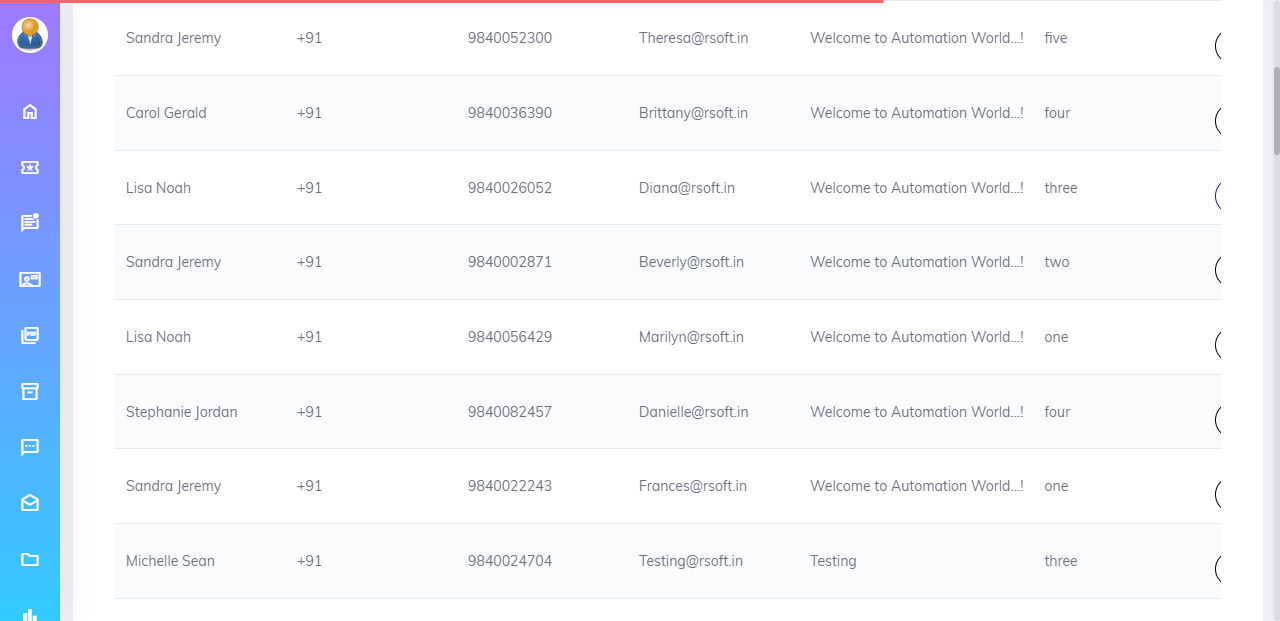 Sandra Jeremy +91 9840052300 Theresa@rsoft.in Welcome to Automation World...! five
Carol Gerald +91 9840036390 Brittany@rsoft.in Welcome to Automation World...! four
Lisa Noah +91 9840026052 Diana@rsoft.in Welcome to Automation World...! three
Sandra Jeremy +91 9840002871 Beverly@rsoft.in Welcome to Automation World...! two
Lisa Noah +91 9840056429 Marilyn@rsoft.in Welcome to Automation World...! one
Stephanie Jordan +91 9840082457 Danielle@rsoft.in Welcome to Automation World...! four
Sandra Jeremy +91 9840022243 Frances@rsoft.in Welcome to Automation World...! one
Michelle Sean +91 9840024704 Testing@rsoft.in Testing three